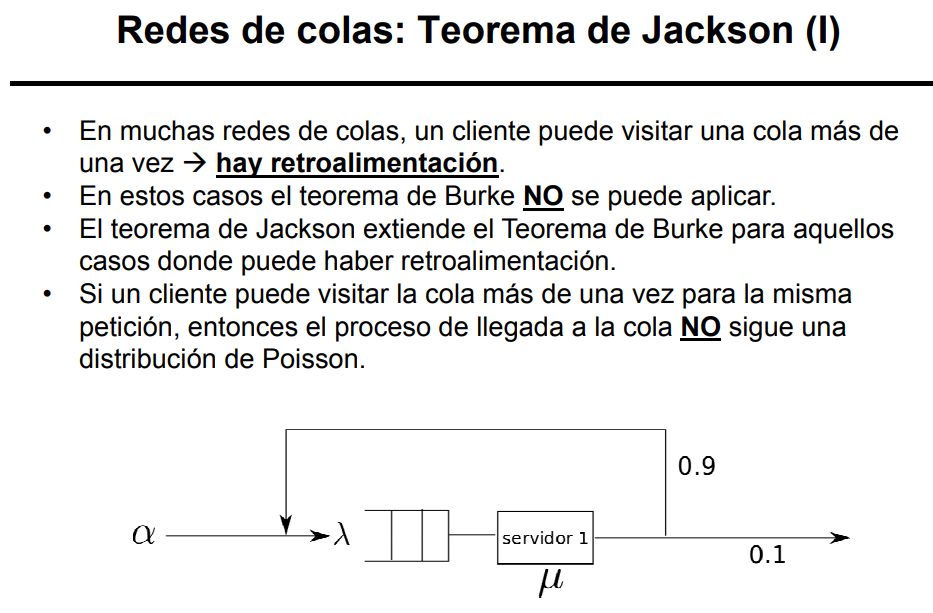 Redes de colas: Teorema de Jackson (I)
• En muchas redes de colas, un cliente puede visitar una cola más de
una vez → hay retroalimentación.
• En estos casos el teorema de Burke NO se puede aplicar.
• El teorema de Jackson extiende el Teorema de Burke para aquellos
casos donde puede haber retroalimentación.
• Si un cliente puede visitar la cola más de una vez para la misma
petición, entonces el proceso de llegada a la cola NO sigue una
distribución de Poisson.
0.9
α
λ
servidor 1
0.1
μ